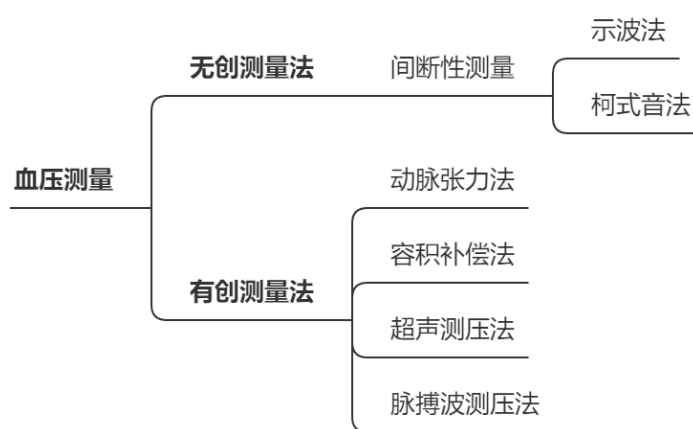 示波法
无创测量法
间断性测量
柯式音法
血压测量
动脉张力法
容积补偿法
有创测量法
超声测压法
脉搏波测压法